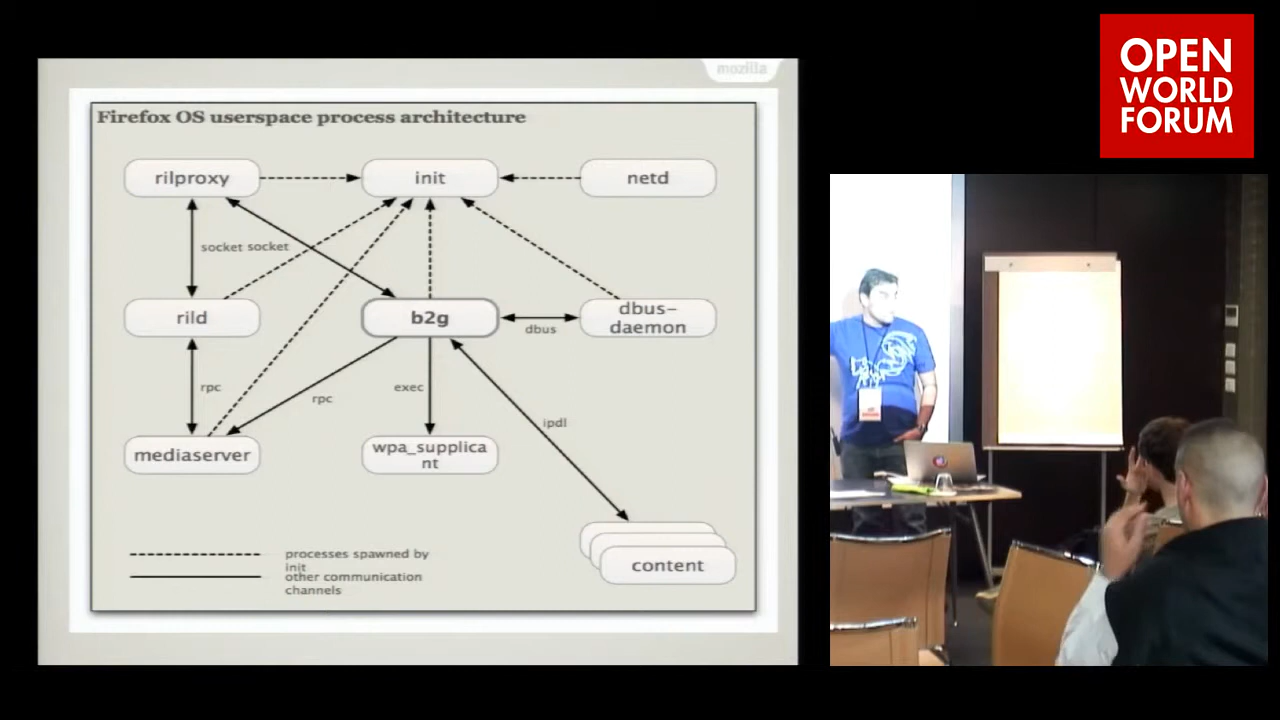 mozilla
Firefox OS userspace process architecture
rilproxy
init
netd
socket socket
rild
b2g
dbus
dbus-
daemon
rpc
rpc
exec
ipdl
mediaserver
wpa_supplica
nt
content
processes spawned by
init
other communication
channels
OPEN
WORLD
FORUM